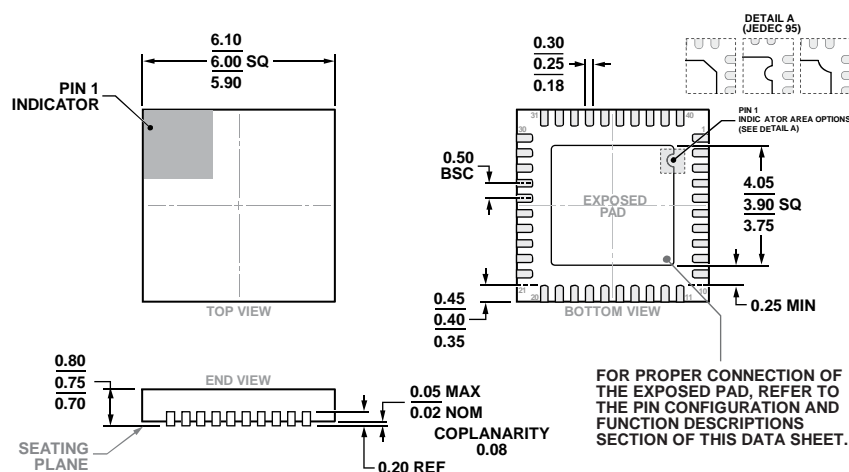 DETAIL A
(JEDEC 95)
6.10
6.00 SQ
5.90
0.30
0.25
0.18
PIN 1
INDICATOR
PIN 1
INDIC ATOR AREA OPTIONS
(SEE DETAIL A)
31
40
30
1
0.50
BSC
EXPOSED
PAD
4.05
3.90 SQ
3.75
21
20
11
10
TOP VIEW
BOTTOM VIEW
0.45
0.40
0.35
0.25 MIN
0.80
0.75
0.70
END VIEW
0.05 MAX
0.02 NOM
COPLANARITY
0.08
SEATING
PLANE
0.20 REF
FOR PROPER CONNECTION OF
THE EXPOSED PAD, REFER TO
THE PIN CONFIGURATION AND
FUNCTION DESCRIPTIONS
SECTION OF THIS DATA SHEET.